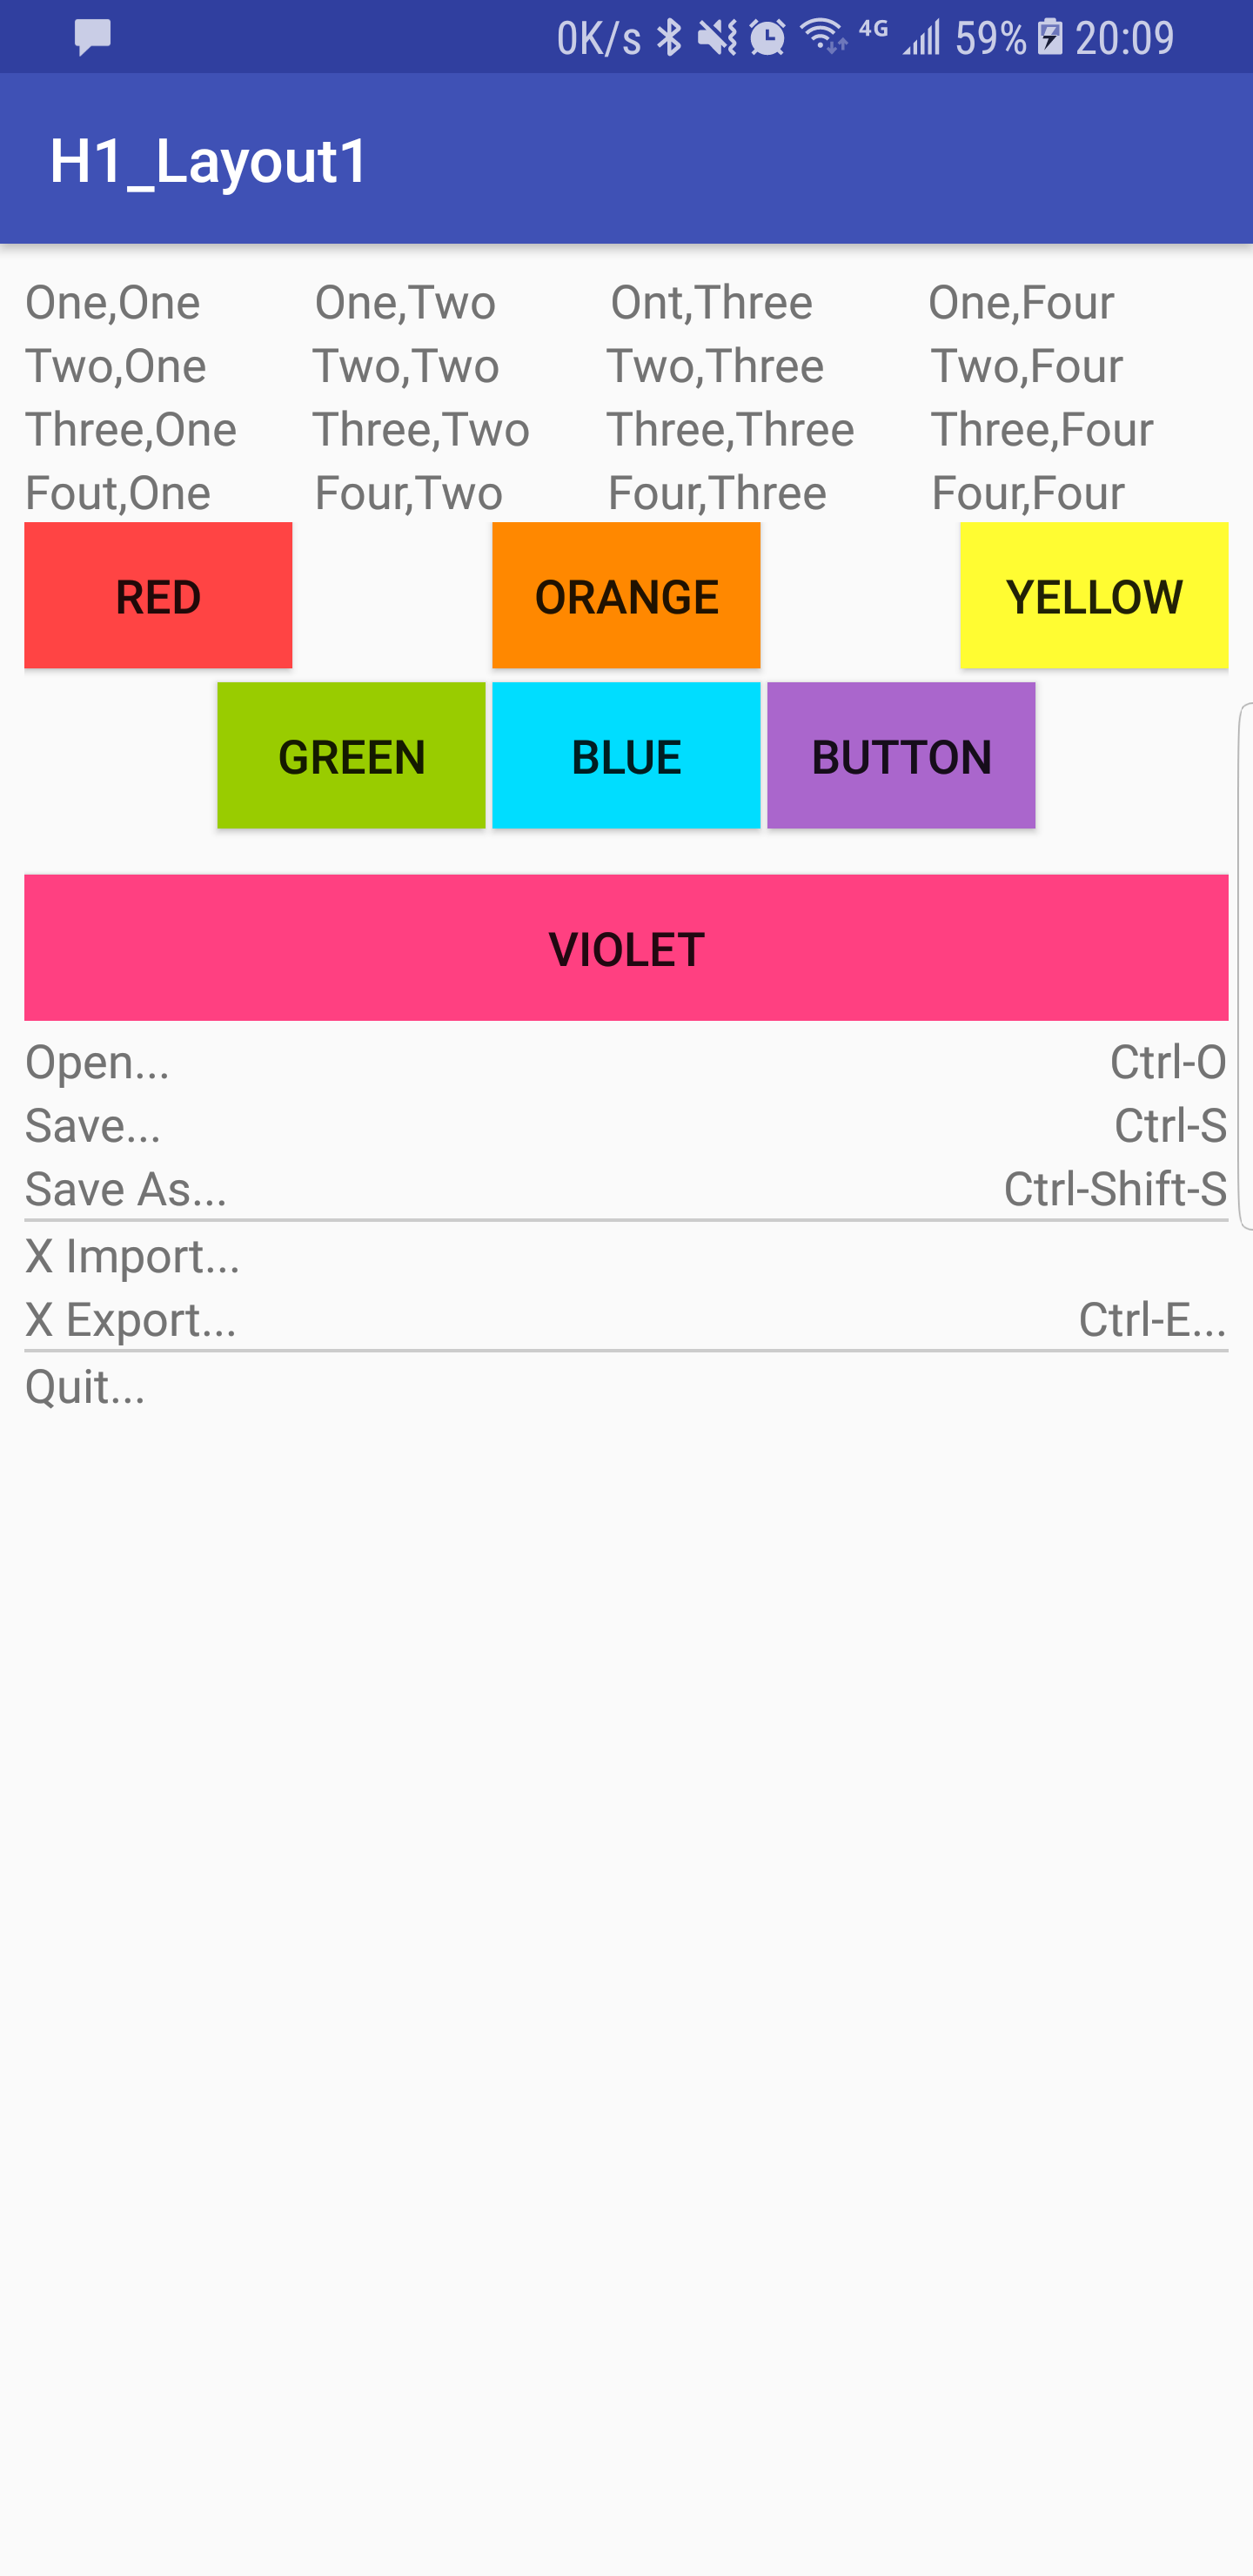 0K/s 4G 59% 20:09
H1_Layout1
One,One One,Two Ont,Three One,Four
Two,One Two,Two Two,Three Two,Four
Three,One Three,Two Three,Three Three,Four
Fout,One Four,Two Four,Three Four,Four
RED ORANGE YELLOW
GREEN BLUE BUTTON
VIOLET
Open... Ctrl-O
Save... Ctrl-S
Save As... Ctrl-Shift-S
X Import...
X Export... Ctrl-E...
Quit...